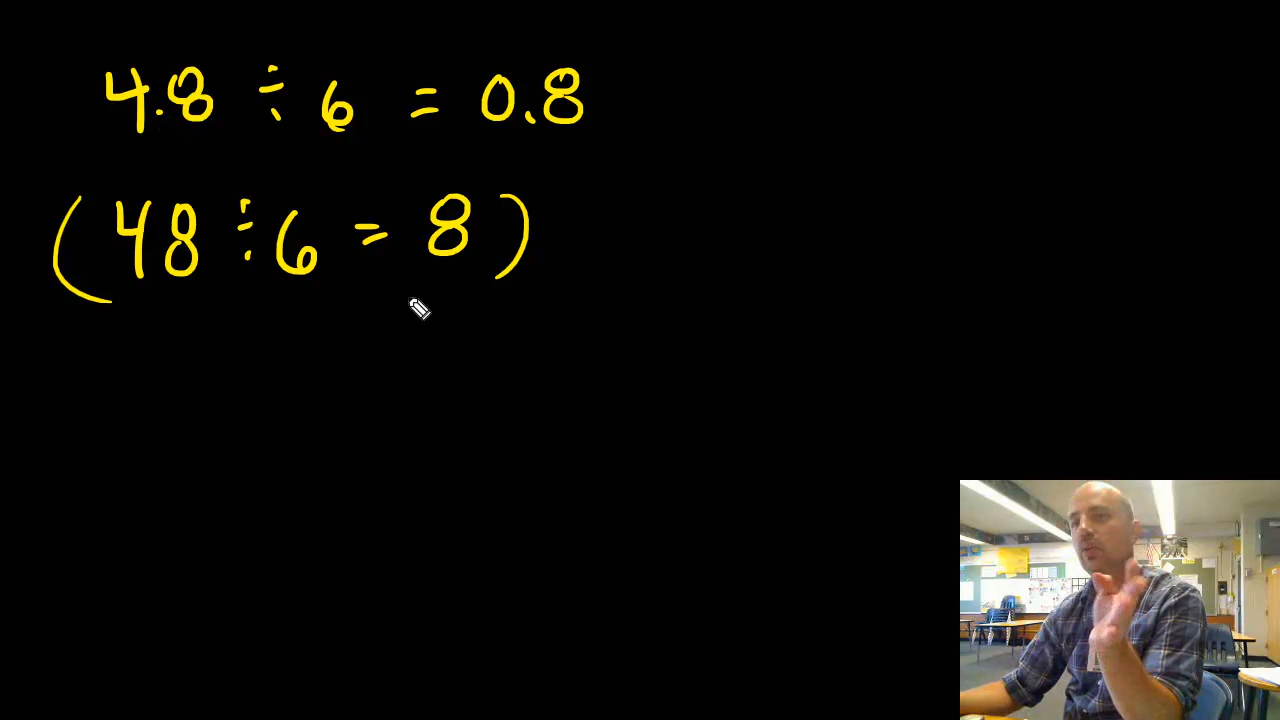 4.8 ÷ 6 = 0.8
(48 ÷ 6 = 8)